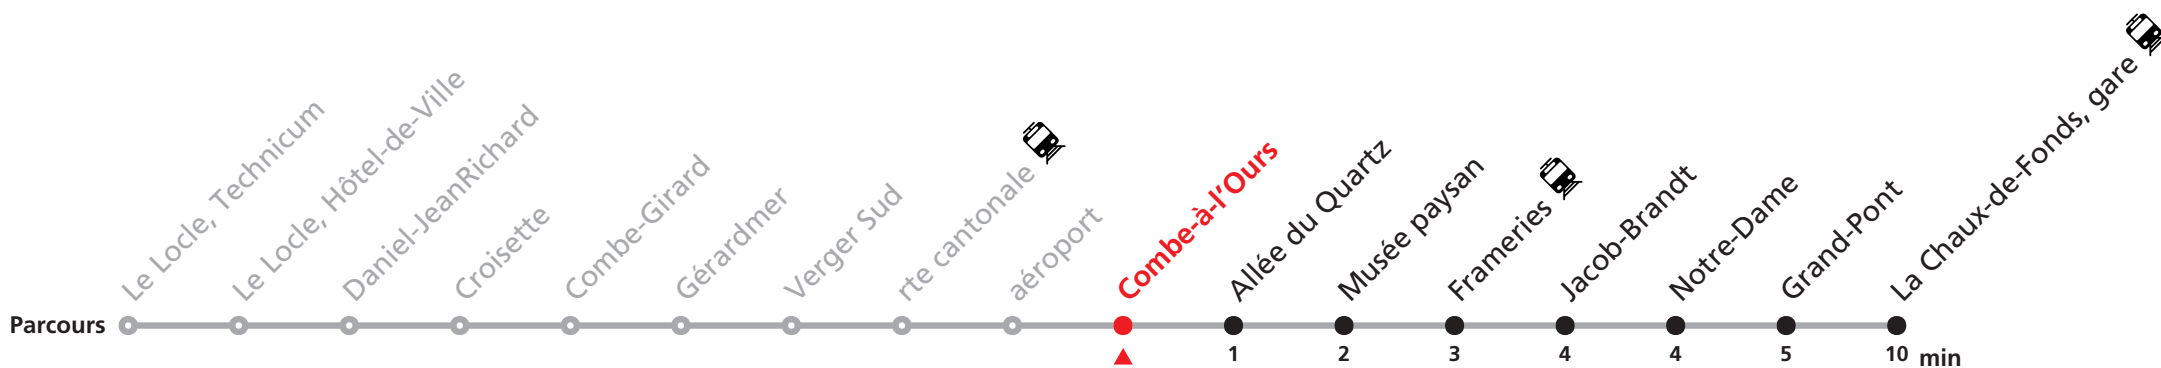 Le Locle, Technicum
Le Locle, Hôtel-de-Ville
Daniel-JeanRichard
Croisette
Combe-Girard
Gérardmer
Verger Sud
rte cantonale
aéroport
Combe-à-l'Ours
Allée du Quartz
Musée paysan
Frameries
Jacob-Brandt
Notre-Dame
Grand-Pont
La Chaux-de-Fonds, gare
Parcours
1 2 3 4 4 5 10 min